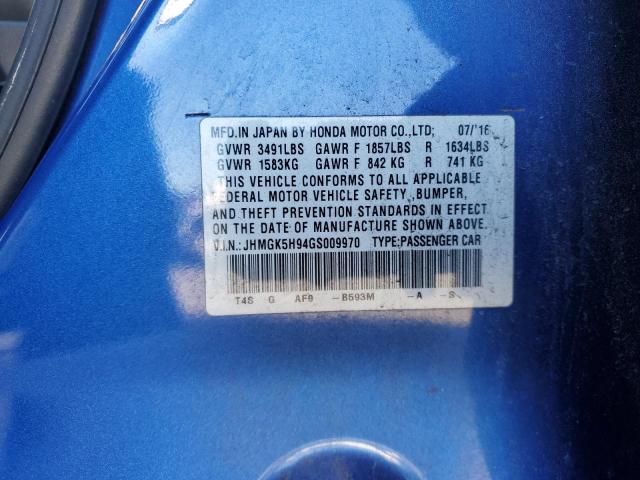 MFD.IN JAPAN BY HONDA MOTOR CO.,LTD; 07/'16
GVWR 3491LBS GAWR F 1857LBS R 1634LBS
GVWR 1583KG GAWR F 842 KG R 741 KG
THIS VEHICLE CONFORMS TO ALL APPLICABLE
FEDERAL MOTOR VEHICLE SAFETY, BUMPER,
AND THEFT PREVENTION STANDARDS IN EFFECT
ON THE DATE OF MANUFACTURE SHOWN ABOVE.
V.I.N.: JHMGK5H94GS009970 TYPE:PASSENGER CAR
T4S G AF0 -B593M -A -S